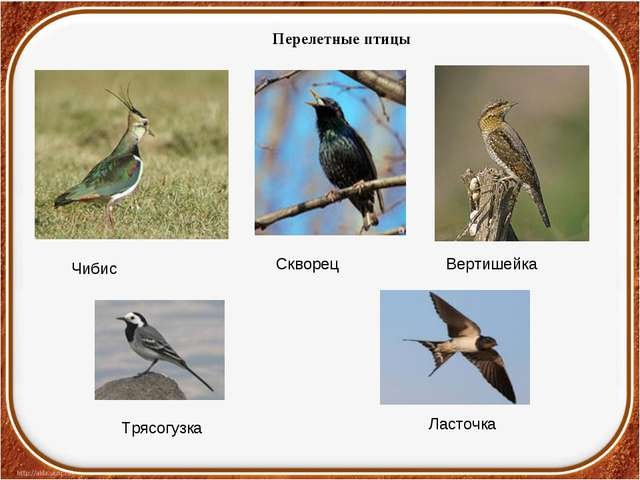 Перелетные птицы
Чибис
Скворец
Вертишейка
Трясогузка
Ласточка